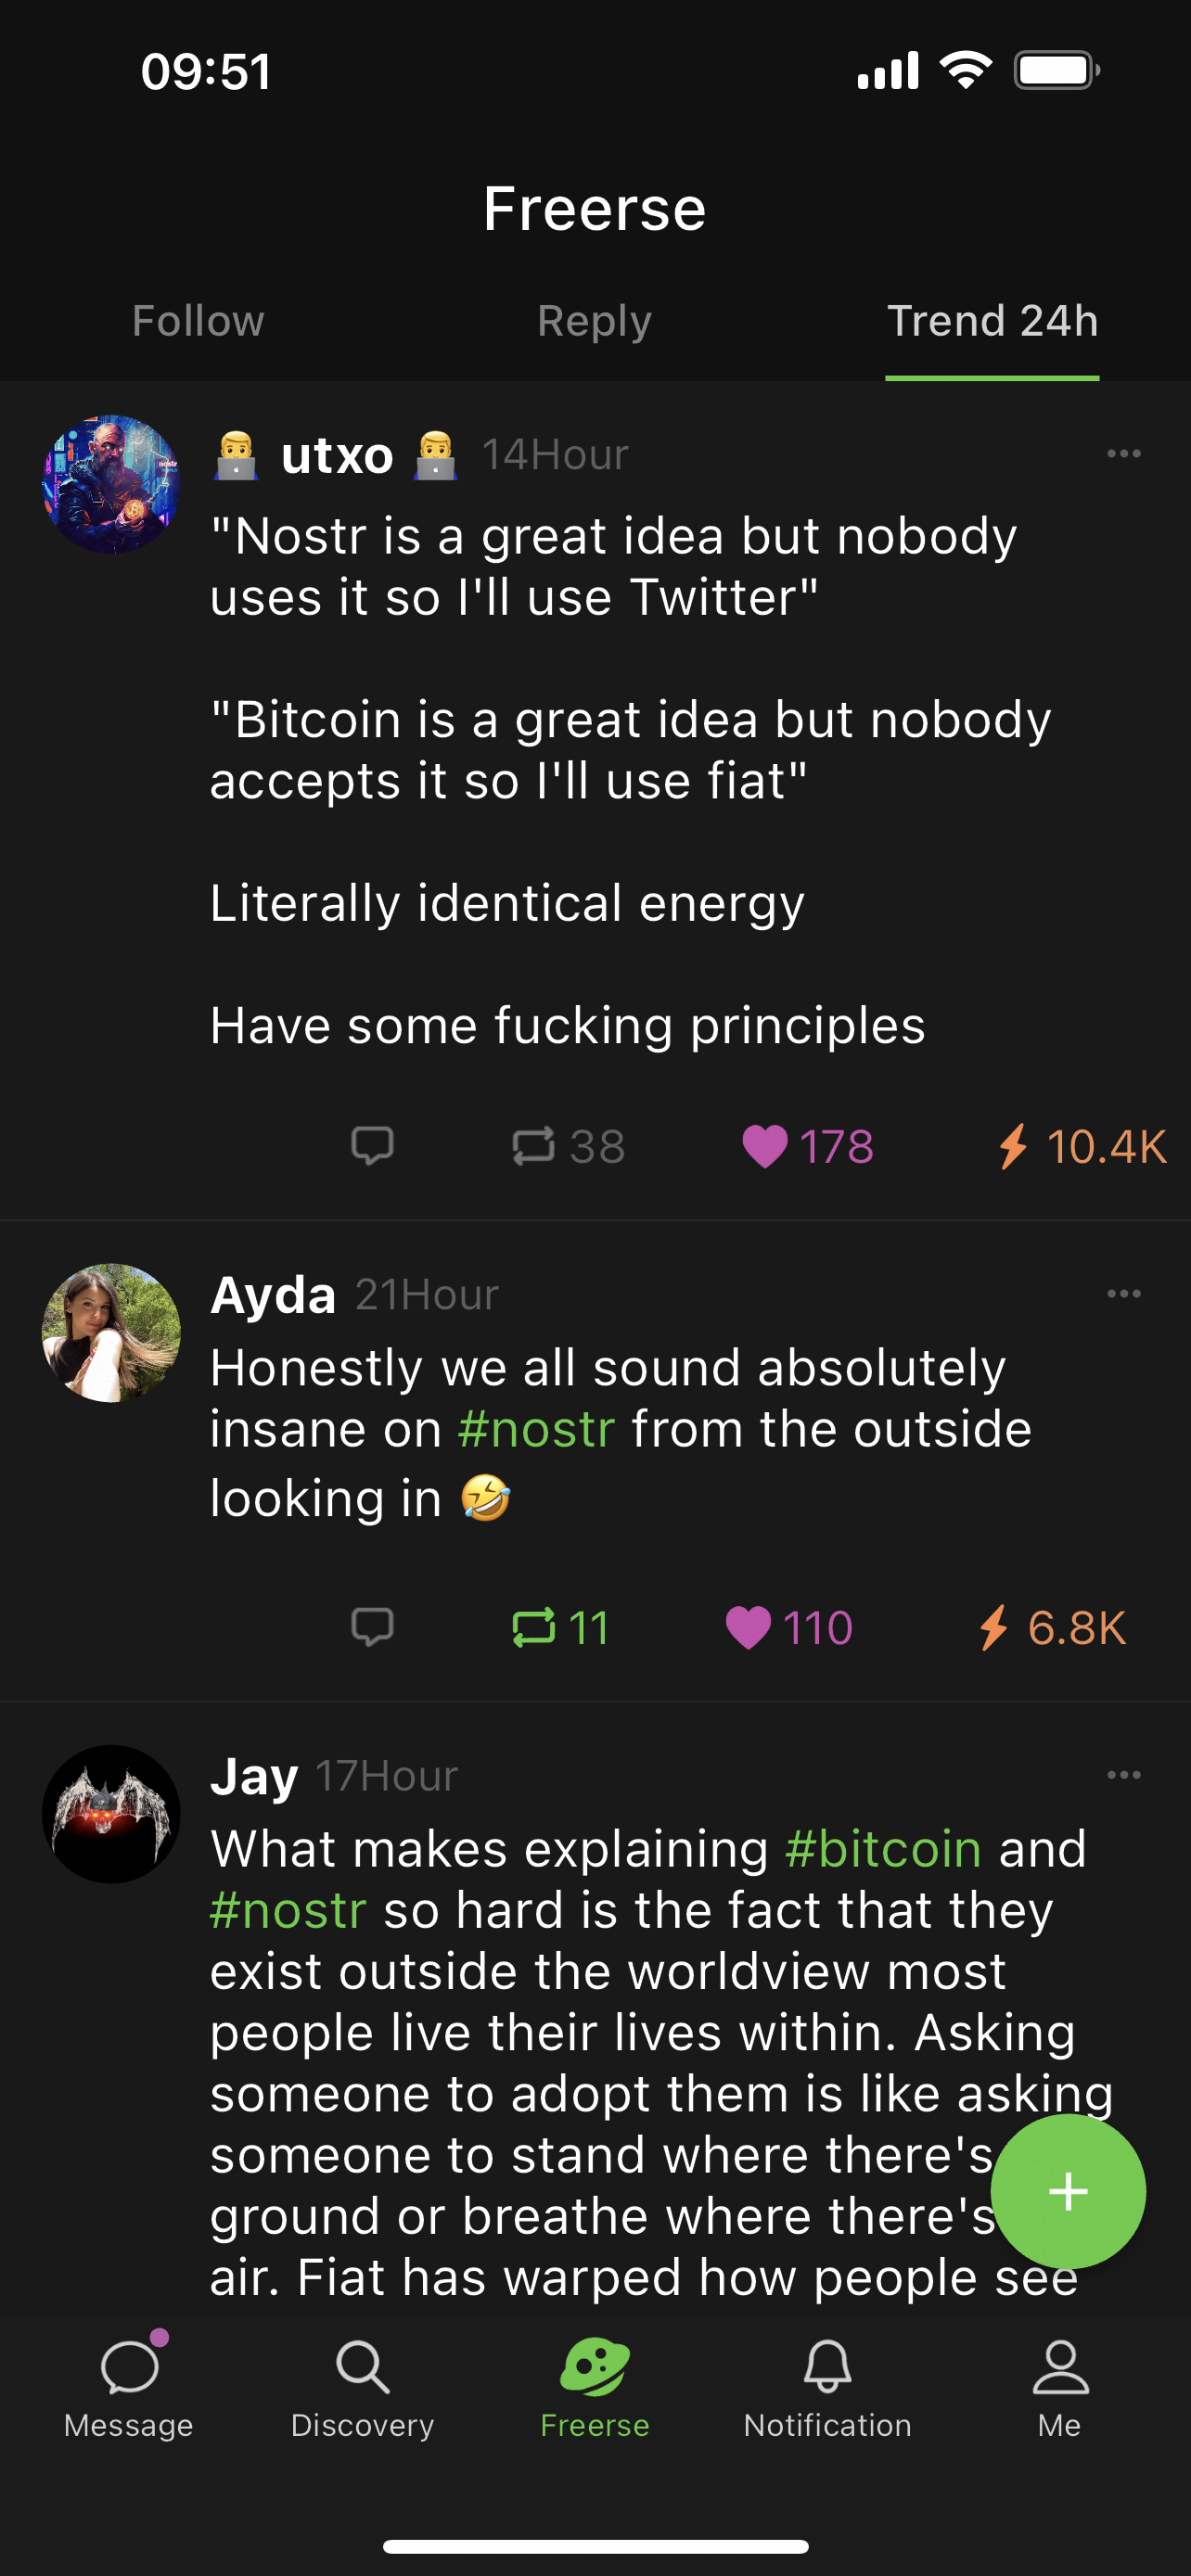 09:51
Freerse
Follow Reply Trend 24h
👨‍💻 utxo 👨‍💻 14Hour
"Nostr is a great idea but nobody
uses it so I'll use Twitter"
"Bitcoin is a great idea but nobody
accepts it so I'll use fiat"
Literally identical energy
Have some fucking principles
38 178 10.4K
Ayda 21Hour
Honestly we all sound absolutely
insane on #nostr from the outside
looking in 🤣
11 110 6.8K
Jay 17Hour
What makes explaining #bitcoin and
#nostr so hard is the fact that they
exist outside the worldview most
people live their lives within. Asking
someone to adopt them is like asking
someone to stand where there's
ground or breathe where there's
air. Fiat has warped how people see
Message Discovery Freerse Notification Me